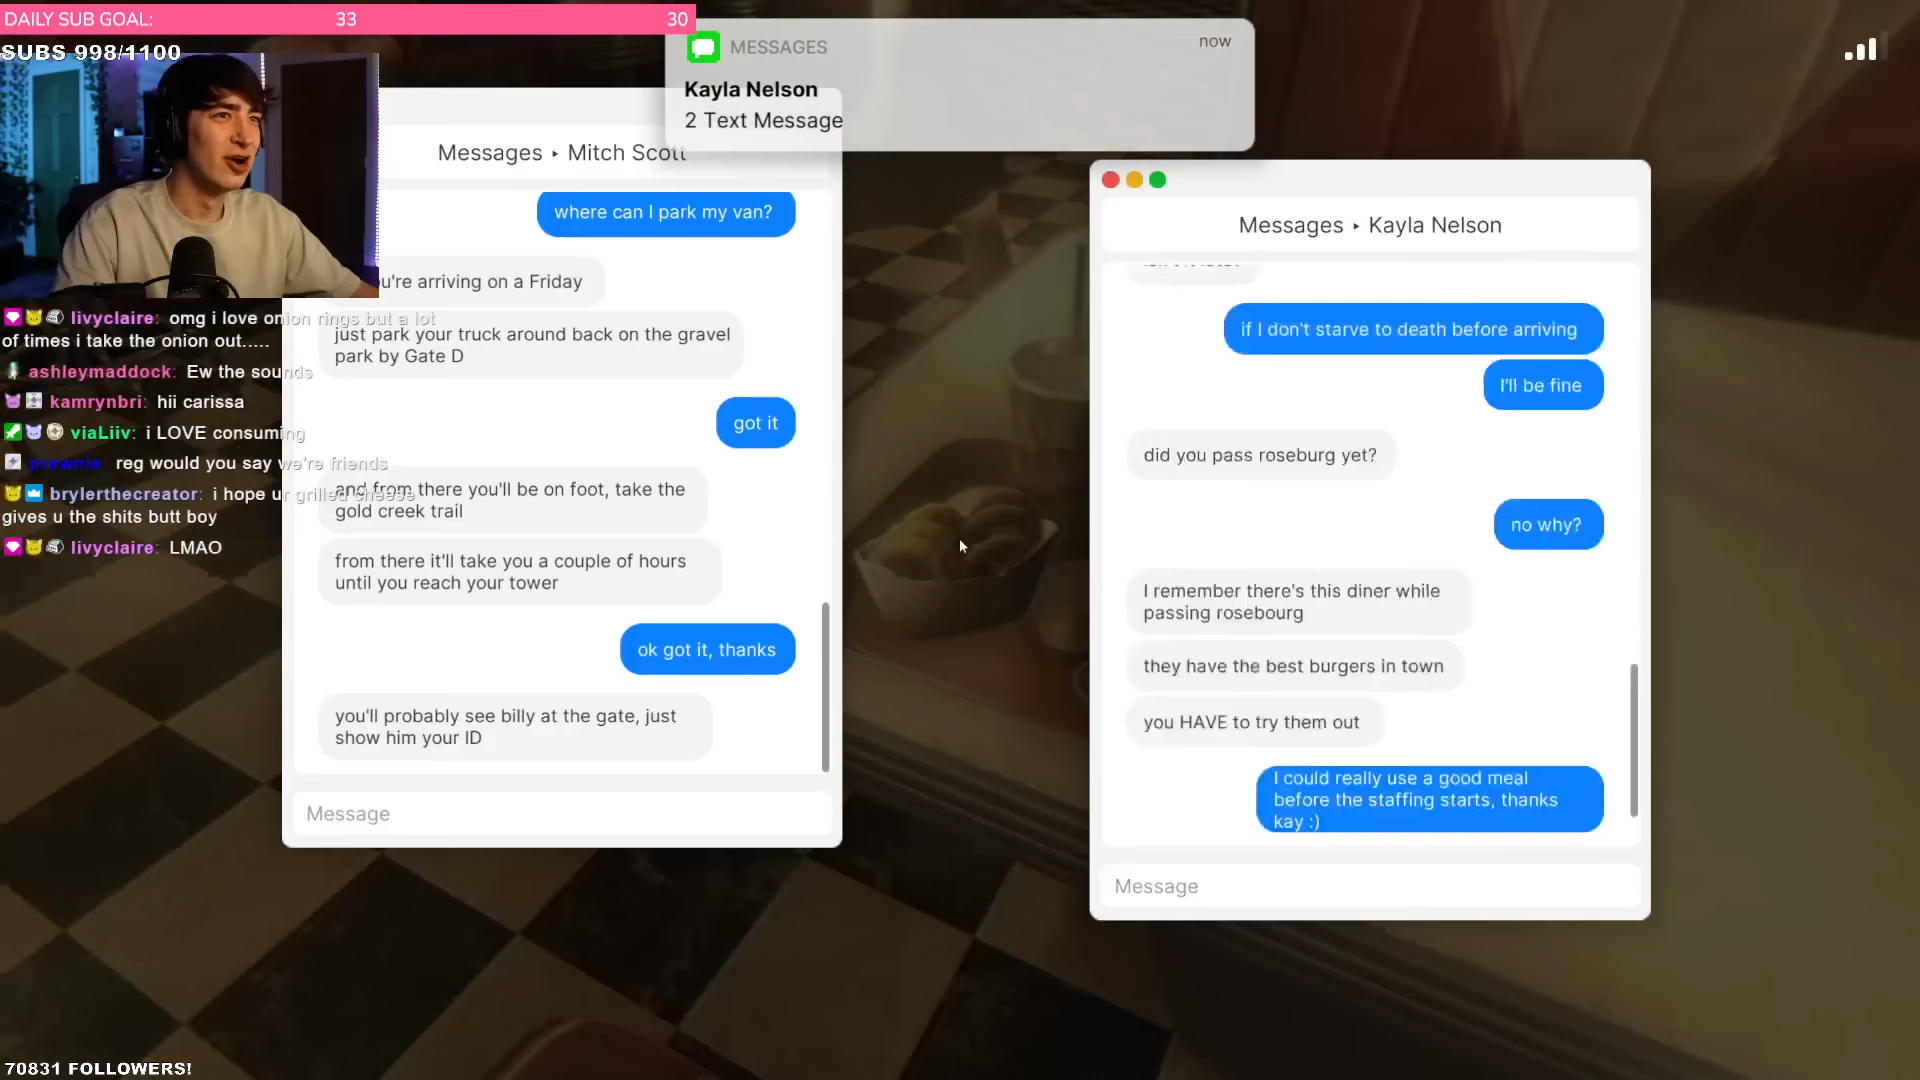 DAILY SUB GOAL: 33 30
SUBS 998/1100
MESSAGES
now
Kayla Nelson
2 Text Message
Messages ▸ Mitch Scott
where can I park my van?
u're arriving on a Friday
just park your truck around back on the gravel
park by Gate D
got it
and from there you'll be on foot, take the
gold creek trail
from there it'll take you a couple of hours
until you reach your tower
ok got it, thanks
you'll probably see billy at the gate, just
show him your ID
Message
Messages ▸ Kayla Nelson
if I don't starve to death before arriving
I'll be fine
did you pass roseburg yet?
no why?
I remember there's this diner while
passing rosebourg
they have the best burgers in town
you HAVE to try them out
I could really use a good meal
before the staffing starts, thanks
kay :)
Message
livyclaire: omg i love onion rings but a lot
of times i take the onion out.....
ashleymaddock: Ew the sounds
kamrynbri: hii carissa
viaLiiv: i LOVE consuming
prawnie: reg would you say we're friends
brylerthecreator: i hope ur grilled cheese
gives u the shits butt boy
livyclaire: LMAO
70831 FOLLOWERS!